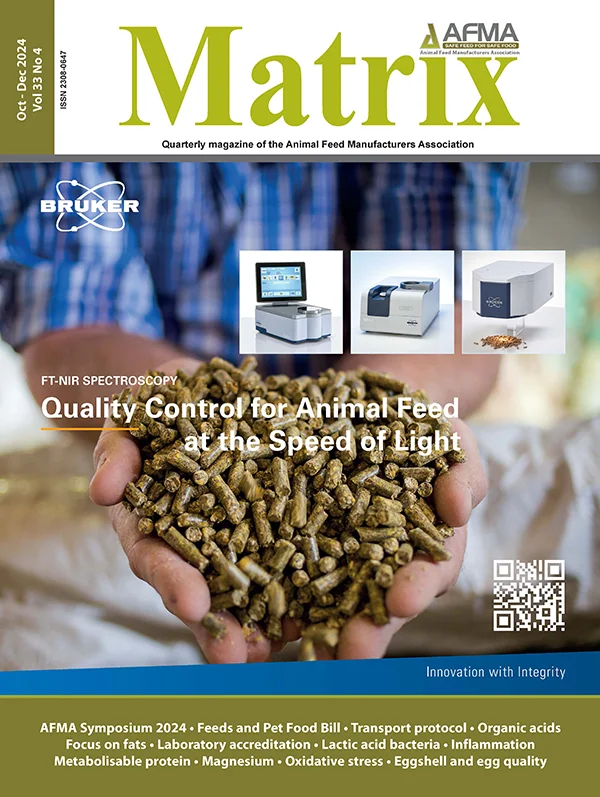 Oct - Dec 2024
Vol 33 No 4
ISSN 2308-0647
AFMA
SAFE FEED FOR SAFE FOOD
Animal Feed Manufacturers Association
Matrix
Quarterly magazine of the Animal Feed Manufacturers Association
BRUKER
BRUKER
FT-NIR SPECTROSCOPY
Quality Control for Animal Feed
at the Speed of Light
Innovation with Integrity
AFMA Symposium 2024 • Feeds and Pet Food Bill • Transport protocol • Organic acids
Focus on fats • Laboratory accreditation • Lactic acid bacteria • Inflammation
Metabolisable protein • Magnesium • Oxidative stress • Eggshell and egg quality